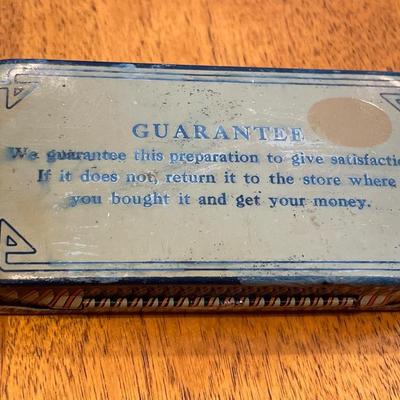 GUARANTEE
We guarantee this preparation to give satisfactio
If it does not, return it to the store where
you bought it and get your money.